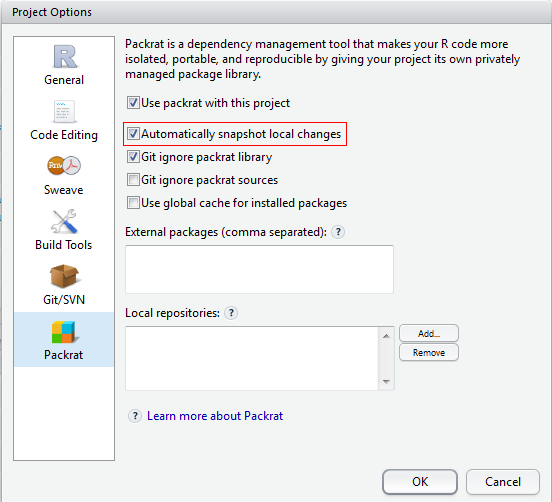 Project Options
R
General
Code Editing
Rnw
Sweave
Build Tools
Git/SVN
Packrat
Packrat is a dependency management tool that makes your R code more
isolated, portable, and reproducible by giving your project its own privately
managed package library.
Use packrat with this project
Automatically snapshot local changes
Git ignore packrat library
Git ignore packrat sources
Use global cache for installed packages
External packages (comma separated): ?
Local repositories: ?
Add...
Remove
? Learn more about Packrat
OK
Cancel